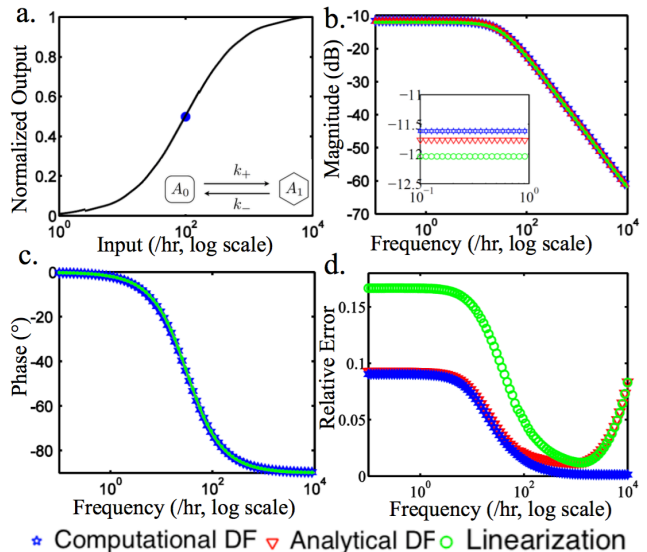 a.
Normalized Output
1
0.8
0.6
0.4
0.2
0
A0
k+
k−
A1
10^0
10^2
10^4
Input (/hr, log scale)
b.
Magnitude (dB)
−10
−20
−30
−40
−50
−60
−70
−11
−11.5
−12
−12.5
10^−1
10^0
10^0
10^2
10^4
Frequency (/hr, log scale)
c.
Phase (°)
0
−20
−40
−60
−80
10^0
10^2
10^4
Frequency (/hr, log scale)
d.
Relative Error
0.15
0.1
0.05
0
10^0
10^2
10^4
Frequency (/hr, log scale)
Computational DF
Analytical DF
Linearization